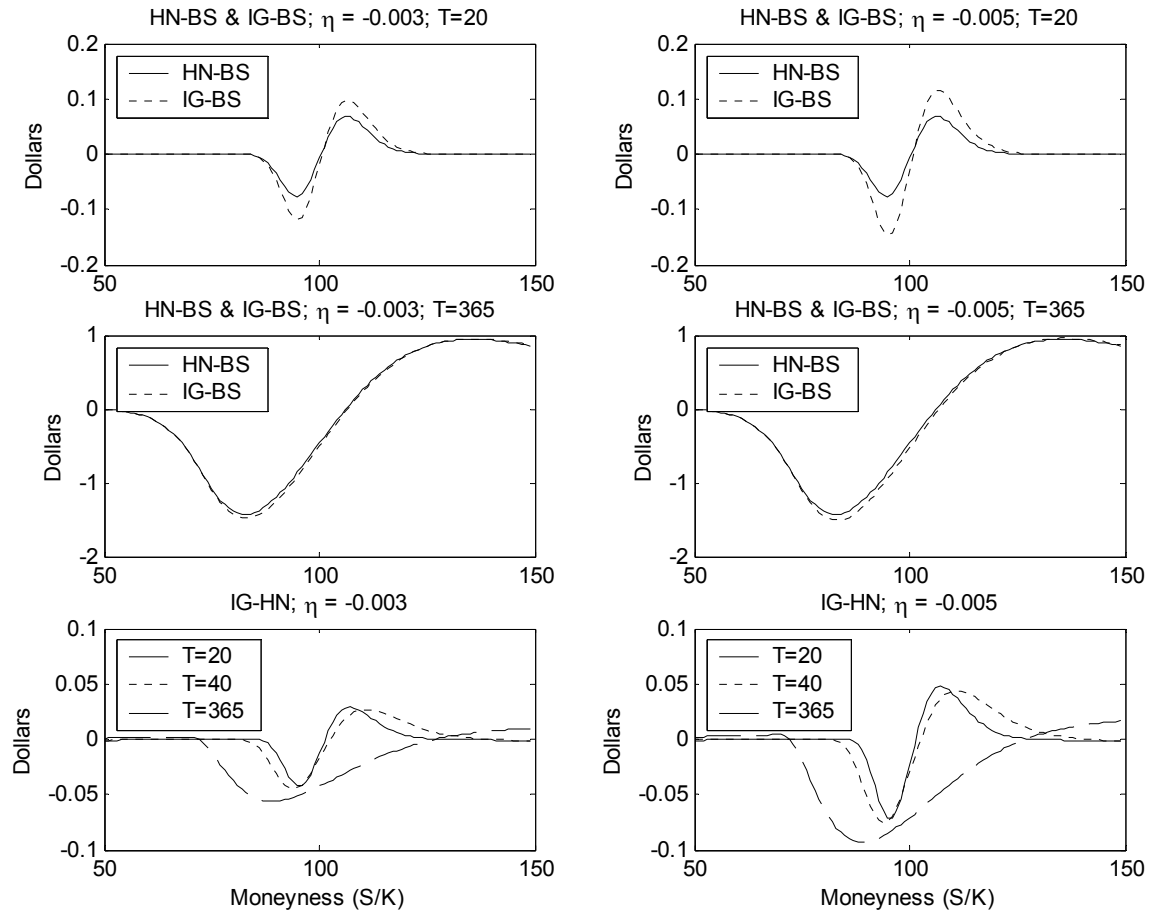 HN-BS & IG-BS; η = -0.003; T=20
0.2
0.1
0
-0.1
-0.2
Dollars
HN-BS
IG-BS
50
100
150
HN-BS & IG-BS; η = -0.005; T=20
0.2
0.1
0
-0.1
-0.2
Dollars
HN-BS
IG-BS
50
100
150
HN-BS & IG-BS; η = -0.003; T=365
1
0
-1
-2
Dollars
HN-BS
IG-BS
50
100
150
HN-BS & IG-BS; η = -0.005; T=365
1
0
-1
-2
Dollars
HN-BS
IG-BS
50
100
150
IG-HN; η = -0.003
0.1
0.05
0
-0.05
-0.1
Dollars
T=20
T=40
T=365
50
100
150
Moneyness (S/K)
IG-HN; η = -0.005
0.1
0.05
0
-0.05
-0.1
Dollars
T=20
T=40
T=365
50
100
150
Moneyness (S/K)